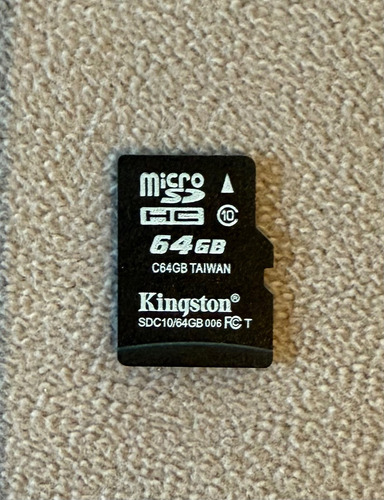 micro
SD
HC 10
64GB
C64GB TAIWAN
Kingston®
SDC10/64GB 006 FC T